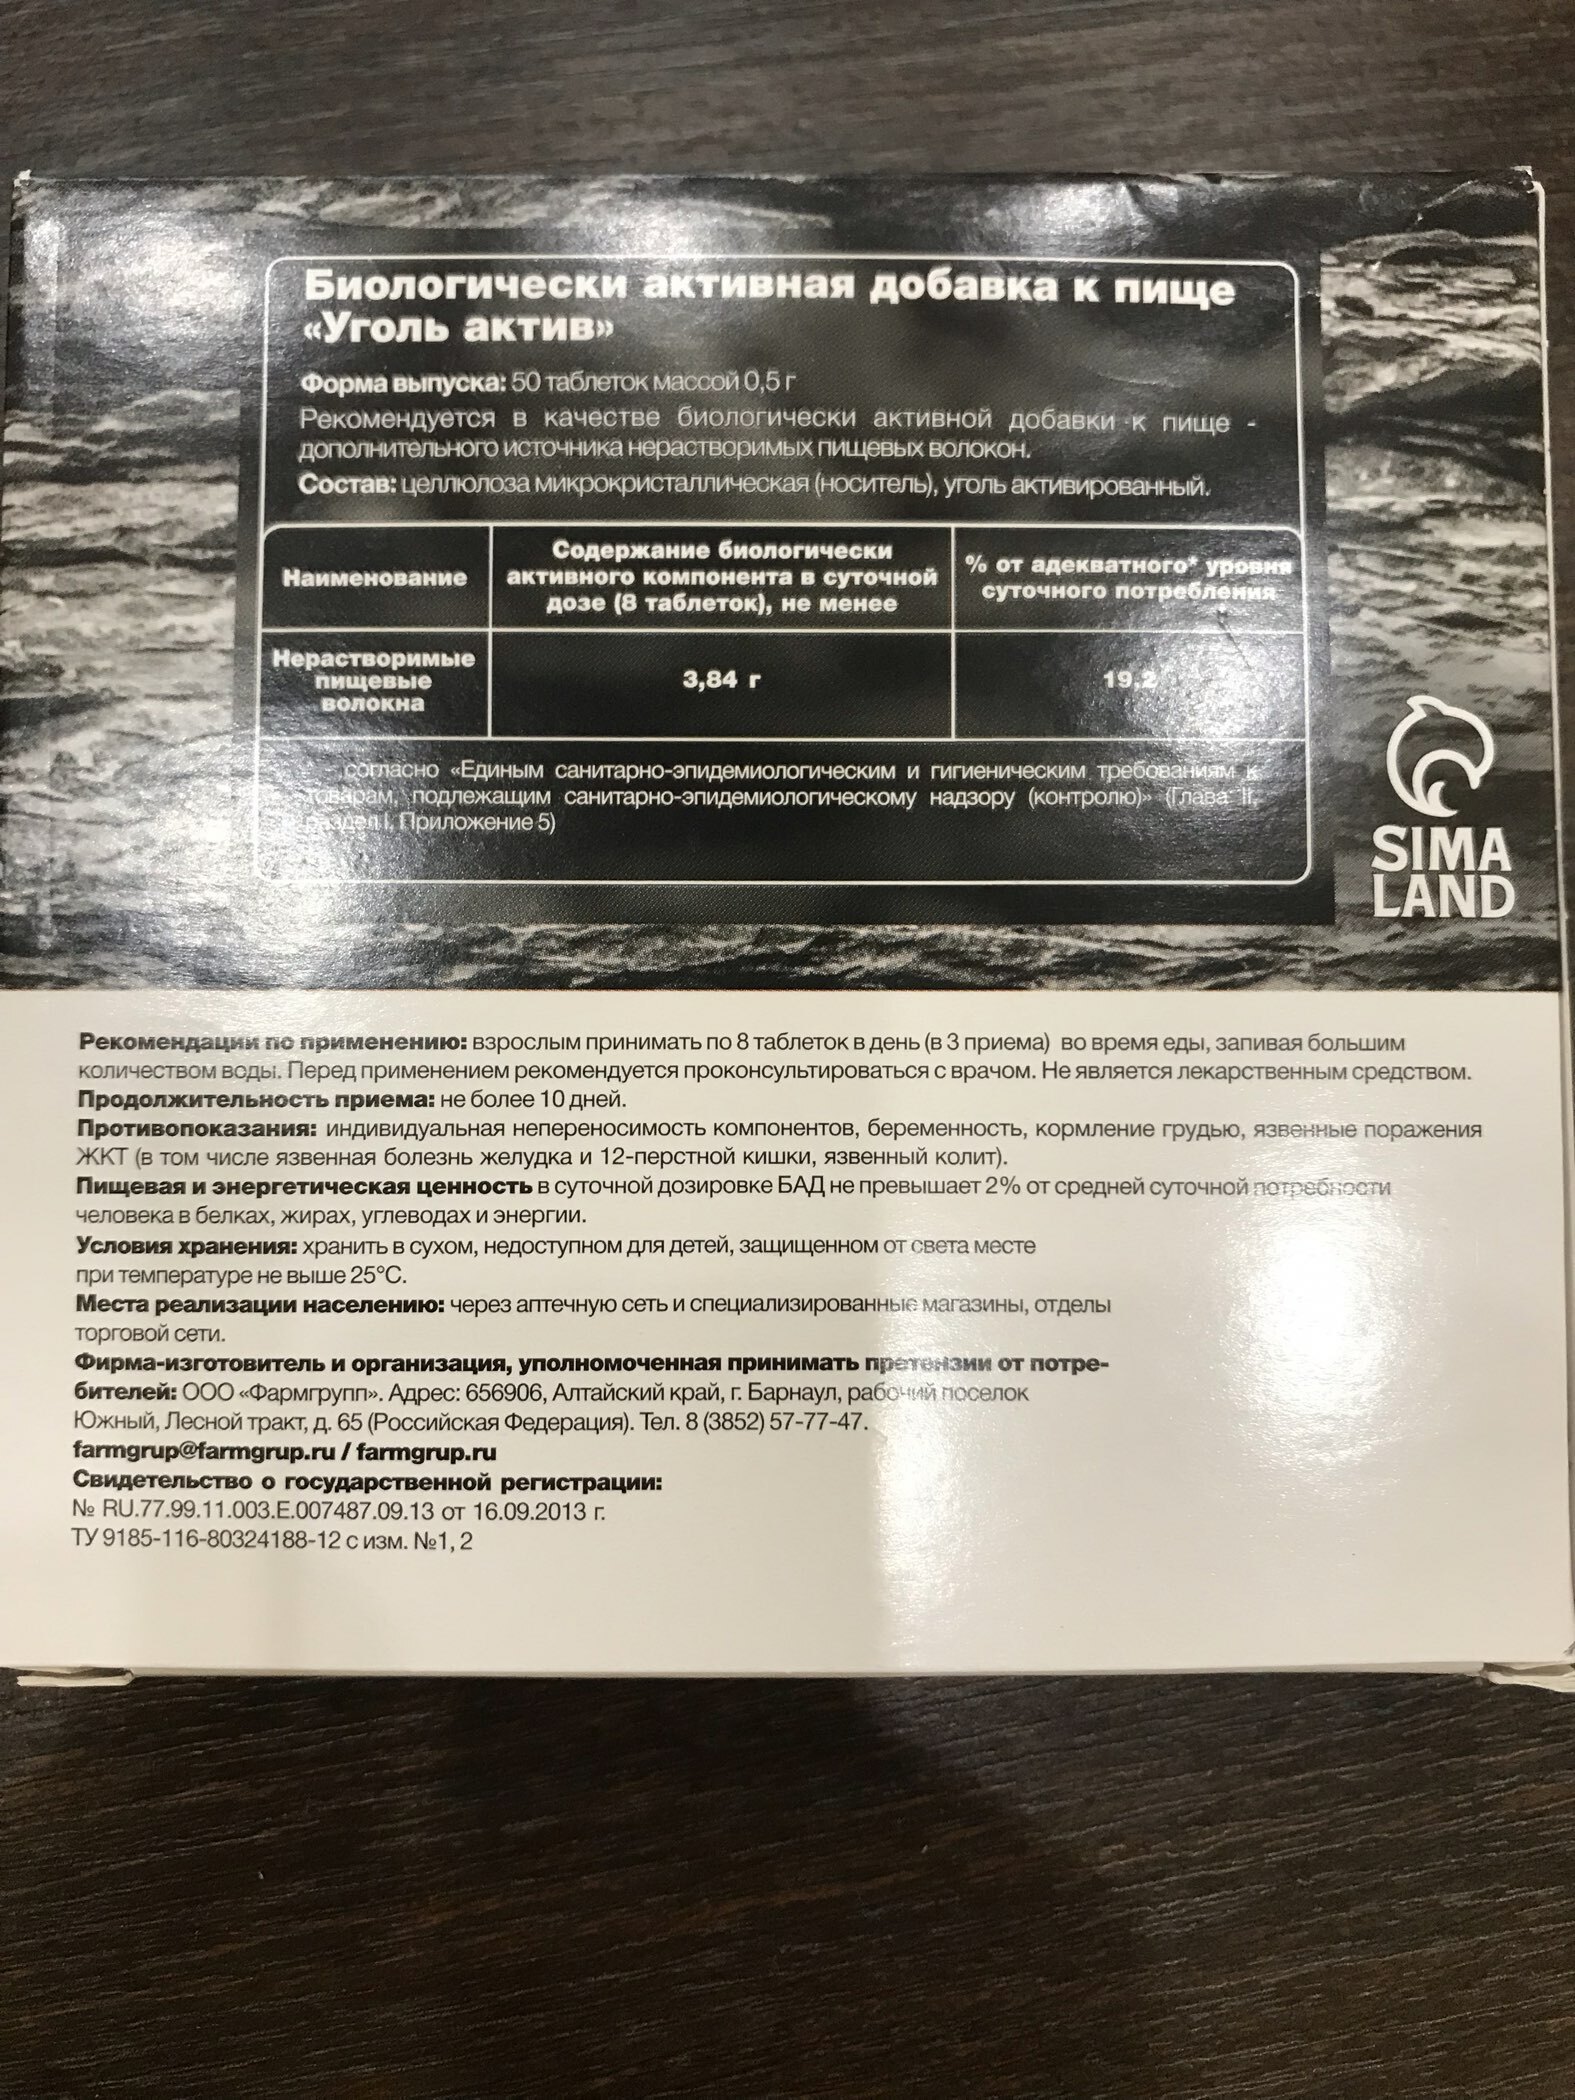 Биологически активная добавка к пище
«Уголь актив»
Форма выпуска: 50 таблеток массой 0,5 г
Рекомендуется в качестве биологически активной добавки к пище -
дополнительного источника нерастворимых пищевых волокон.
Состав: целлюлоза микрокристаллическая (носитель), уголь активированный.
Наименование
Содержание биологически
активного компонента в суточной
дозе (8 таблеток), не менее
% от адекватного* уровня
суточного потребления
Нерастворимые
пищевые
волокна
3,84 г
19,2
согласно «Единым санитарно-эпидемиологическим и гигиеническим требованиям к
товарам, подлежащим санитарно-эпидемиологическому надзору (контролю)» (Глава II,
раздел I, Приложение 5)
SIMA
LAND
Рекомендации по применению: взрослым принимать по 8 таблеток в день (в 3 приема) во время еды, запивая большим
количеством воды. Перед применением рекомендуется проконсультироваться с врачом. Не является лекарственным средством.
Продолжительность приема: не более 10 дней.
Противопоказания: индивидуальная непереносимость компонентов, беременность, кормление грудью, язвенные поражения
ЖКТ (в том числе язвенная болезнь желудка и 12-перстной кишки, язвенный колит).
Пищевая и энергетическая ценность в суточной дозировке БАД не превышает 2% от средней суточной потребности
человека в белках, жирах, углеводах и энергии.
Условия хранения: хранить в сухом, недоступном для детей, защищенном от света месте
при температуре не выше 25°C.
Места реализации населению: через аптечную сеть и специализированные магазины, отделы
торговой сети.
Фирма-изготовитель и организация, уполномоченная принимать претензии от потре-
бителей: ООО «Фармгрупп». Адрес: 656906, Алтайский край, г. Барнаул, рабочий поселок
Южный, Лесной тракт, д. 65 (Российская Федерация). Тел. 8 (3852) 57-77-47.
farmgrup@farmgrup.ru / farmgrup.ru
Свидетельство о государственной регистрации:
№ RU.77.99.11.003.Е.007487.09.13 от 16.09.2013 г.
ТУ 9185-116-80324188-12 с изм. №1, 2